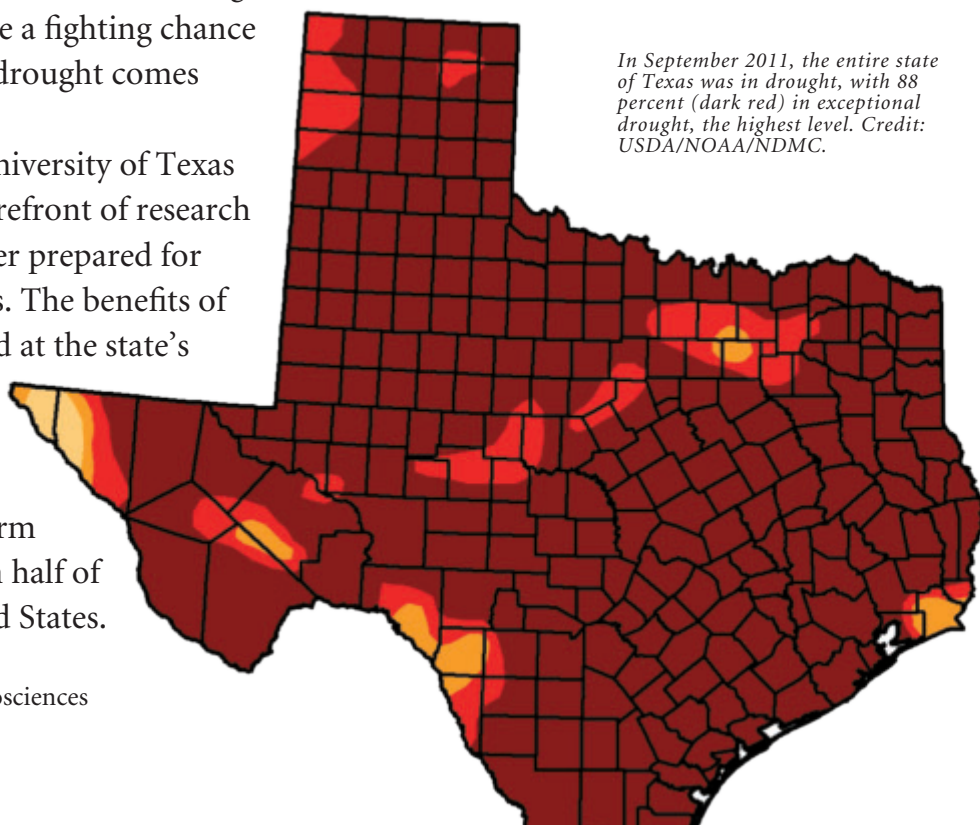 e a fighting chance
drought comes
niversity of Texas
refront of research
er prepared for
s. The benefits of
d at the state's
rm
n half of
d States.
osciences
In September 2011, the entire state
of Texas was in drought, with 88
percent (dark red) in exceptional
drought, the highest level. Credit:
USDA/NOAA/NDMC.